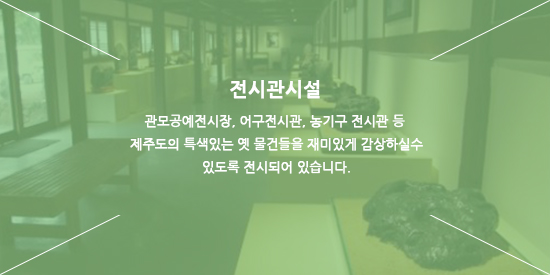 전시관시설
관모공예전시장, 어구전시관, 농기구 전시관 등
제주도의 특색있는 옛 물건들을 재미있게 감상하실수
있도록 전시되어 있습니다.